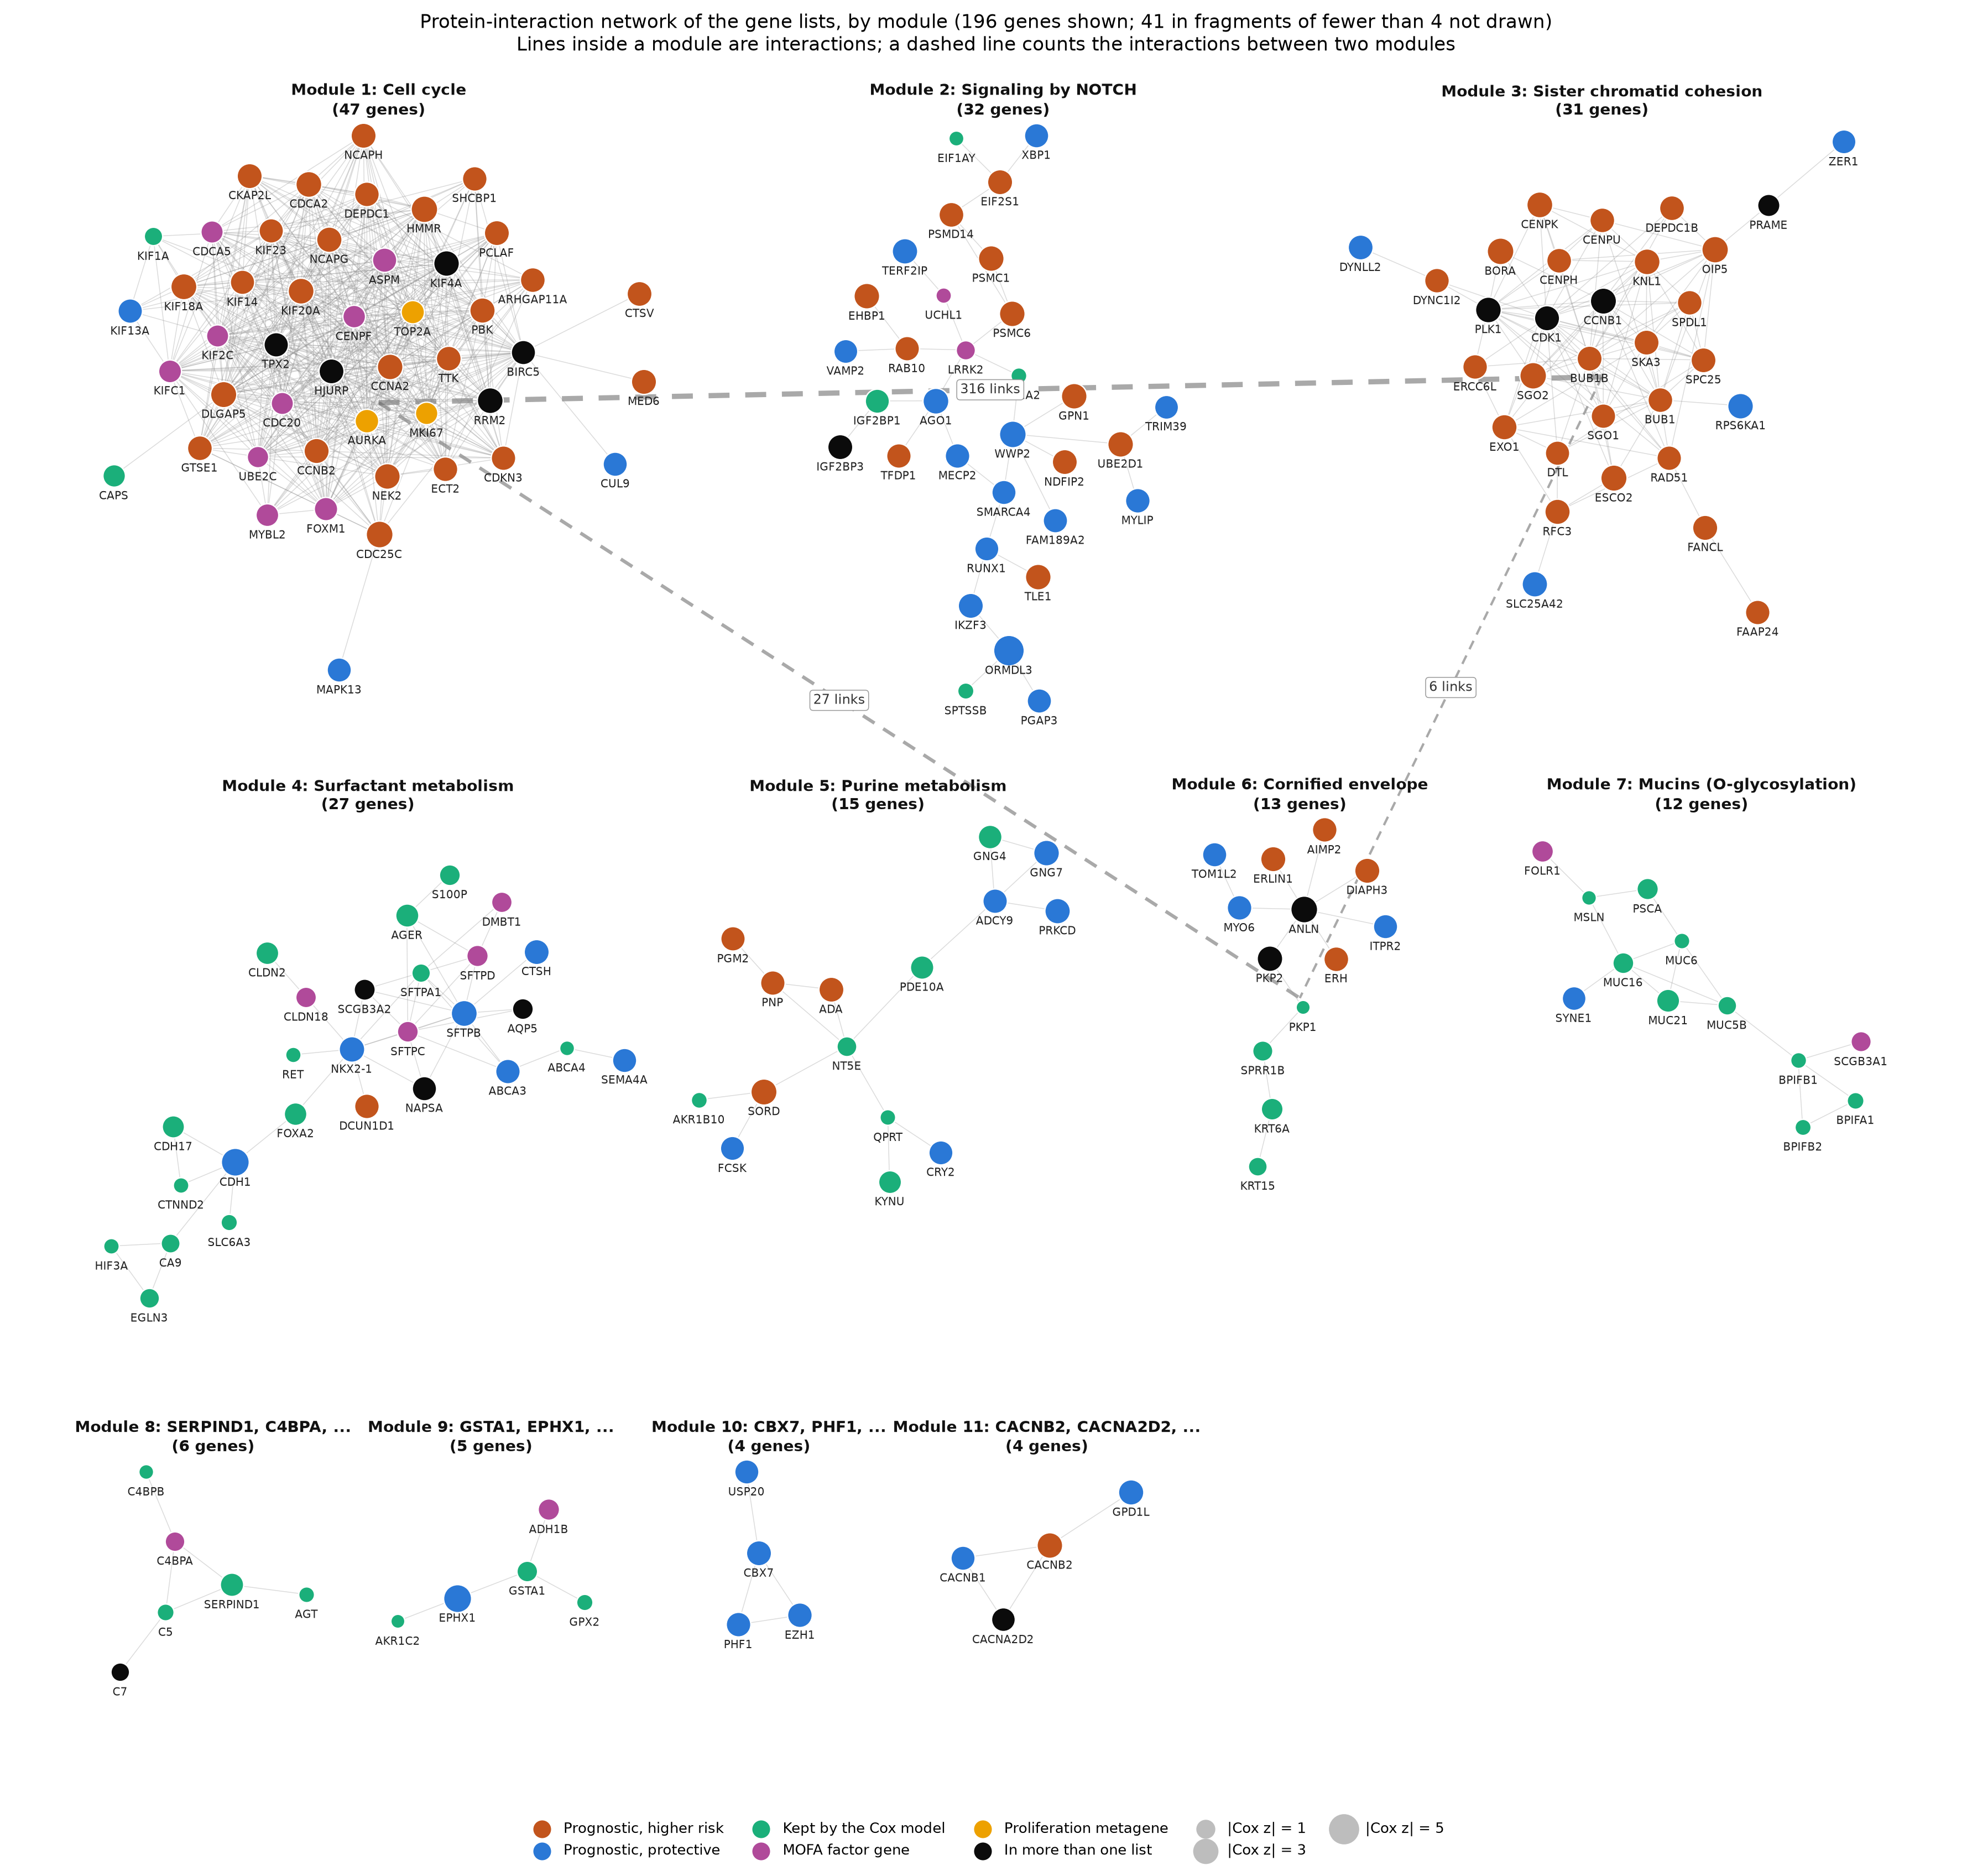 Protein-interaction network of the gene lists, by module (196 genes shown; 41 in fragments of fewer than 4 not drawn)
Lines inside a module are interactions; a dashed line counts the interactions between two modules
Module 1: Cell cycle
(47 genes)
NCAPH
CKAP2L
CDCA2
DEPDC1
SHCBP1
HMMR
KIF1A
CDCA5
KIF23
NCAPG
PCLAF
ASPM
KIF4A
KIF18A
KIF14
KIF20A
ARHGAP11A
CTSV
KIF13A
CENPF
TOP2A
PBK
KIF2C
TPX2
HJURP
CCNA2
TTK
BIRC5
KIFC1
DLGAP5
CDC20
AURKA
MKI67
RRM2
MED6
GTSE1
UBE2C
CCNB2
NEK2
ECT2
CDKN3
CUL9
CAPS
MYBL2
FOXM1
CDC25C
MAPK13
316 links
27 links
6 links
Module 2: Signaling by NOTCH
(32 genes)
EIF1AY
XBP1
EIF2S1
PSMD14
TERF2IP
PSMC1
EHBP1
UCHL1
PSMC6
VAMP2
RAB10
LRRK2
A2
IGF2BP1
AGO1
GPN1
TRIM39
IGF2BP3
TFDP1
MECP2
WWP2
NDFIP2
UBE2D1
SMARCA4
FAM189A2
MYLIP
RUNX1
TLE1
IKZF3
ORMDL3
SPTSSB
PGAP3
Module 3: Sister chromatid cohesion
(31 genes)
ZER1
PRAME
CENPK
CENPU
DEPDC1B
DYNLL2
BORA
CENPH
KNL1
OIP5
DYNC1I2
PLK1
CDK1
CCNB1
SPDL1
ERCC6L
SGO2
BUB1B
SKA3
SPC25
EXO1
SGO1
BUB1
RPS6KA1
DTL
ESCO2
RAD51
RFC3
FANCL
SLC25A42
FAAP24
Module 4: Surfactant metabolism
(27 genes)
S100P
AGER
DMBT1
CLDN2
SFTPD
CTSH
CLDN18
SCGB3A2
SFTPA1
SFTPB
AQP5
RET
NKX2-1
SFTPC
NAPSA
ABCA3
ABCA4
SEMA4A
FOXA2
DCUN1D1
CDH17
CDH1
CTNND2
SLC6A3
HIF3A
CA9
EGLN3
Module 5: Purine metabolism
(15 genes)
GNG4
GNG7
ADCY9
PRKCD
PGM2
PNP
ADA
PDE10A
NT5E
AKR1B10
SORD
FCSK
QPRT
CRY2
KYNU
Module 6: Cornified envelope
(13 genes)
AIMP2
TOM1L2
ERLIN1
DIAPH3
MYO6
ANLN
ITPR2
PKP2
ERH
PKP1
SPRR1B
KRT6A
KRT15
Module 7: Mucins (O-glycosylation)
(12 genes)
FOLR1
MSLN
PSCA
MUC6
MUC16
SYNE1
MUC21
MUC5B
SCGB3A1
BPIFB1
BPIFA1
BPIFB2
Module 8: SERPIND1, C4BPA, ...
(6 genes)
C4BPB
C4BPA
SERPIND1
AGT
C5
C7
Module 9: GSTA1, EPHX1, ...
(5 genes)
ADH1B
GSTA1
EPHX1
GPX2
AKR1C2
Module 10: CBX7, PHF1, ...
(4 genes)
USP20
CBX7
PHF1
EZH1
Module 11: CACNB2, CACNA2D2, ...
(4 genes)
GPD1L
CACNB2
CACNB1
CACNA2D2
Prognostic, higher risk
Prognostic, protective
Kept by the Cox model
MOFA factor gene
Proliferation metagene
In more than one list
|Cox z| = 1
|Cox z| = 3
|Cox z| = 5